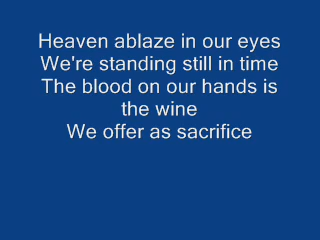 Heaven ablaze in our eyes
We're standing still in time
The blood on our hands is
the wine
We offer as sacrifice